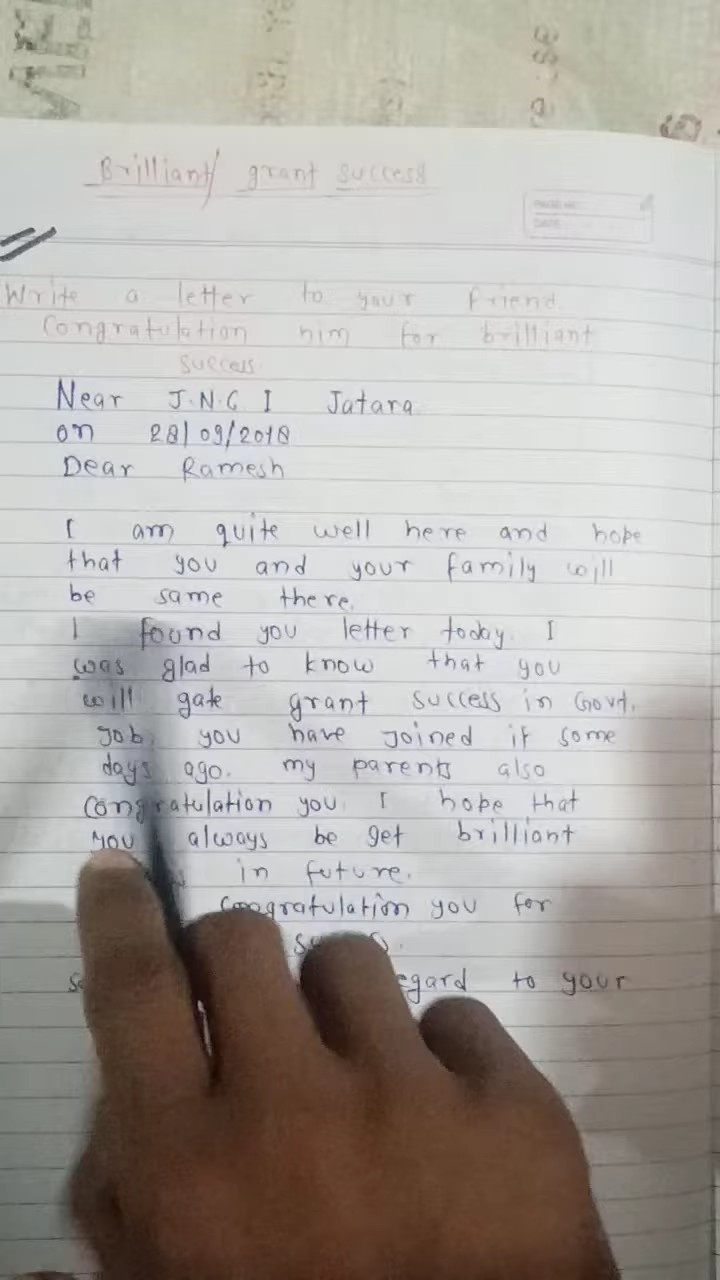 Brilliant/ grant success
Write a letter to your friend
Congratulation him for brilliant
success
Near J.N.C I Jatara
on 28/09/2018
Dear Ramesh
I am quite well here and hope
that you and your family will
be same there.
I found you letter today. I
was glad to know that you
will gate grant success in Govt.
Job, you have Joined it some
days ago. my parents also
Congratulation you. I hope that
you always be get brilliant
in future.
Congratulation you for
to your